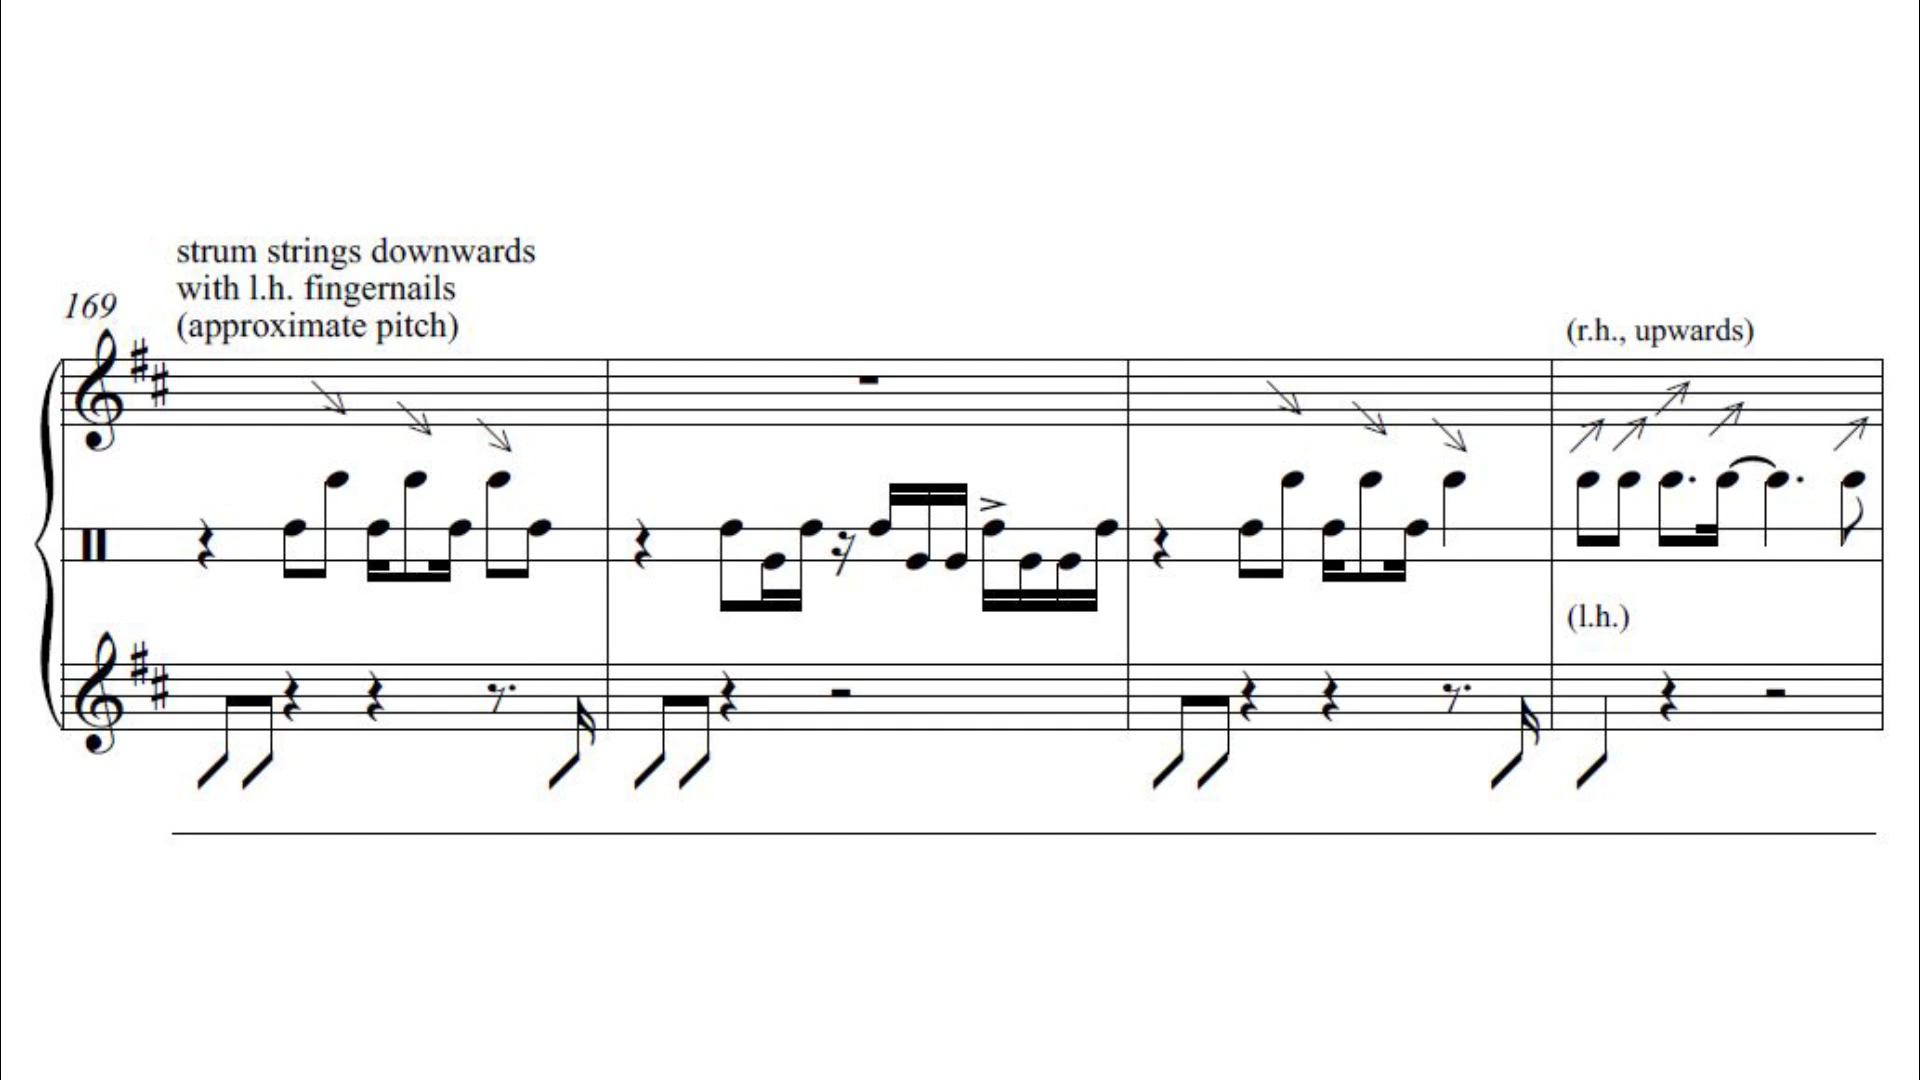 strum strings downwards
with l.h. fingernails
(approximate pitch)
169
(r.h., upwards)
(l.h.)